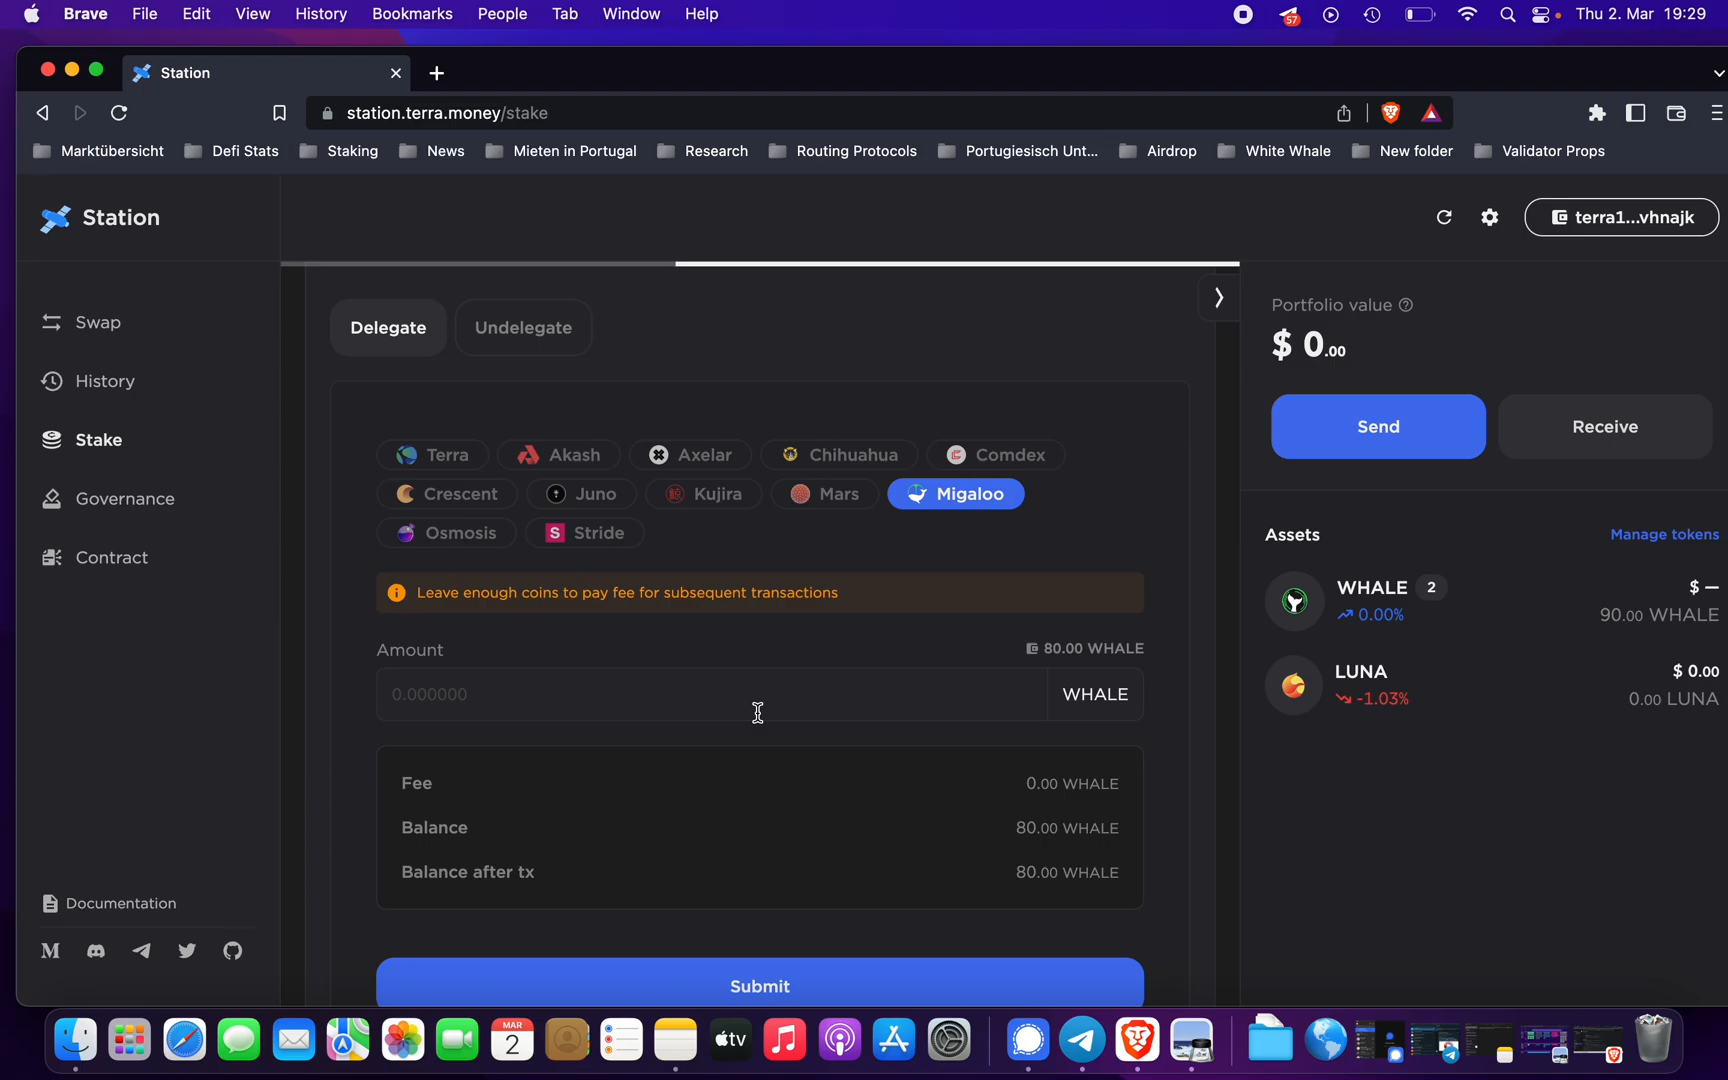 Brave File Edit View History Bookmarks People Tab Window Help
57
Thu 2. Mar 19:29
Station
station.terra.money/stake
Marktübersicht Defi Stats Staking News Mieten in Portugal Research Routing Protocols Portugiesisch Unt... Airdrop White Whale New folder Validator Props
Station
terra1...vhnajk
Swap
History
Stake
Governance
Contract
Documentation
Delegate Undelegate
Terra Akash Axelar Chihuahua Comdex
Crescent Juno Kujira Mars Migaloo
Osmosis Stride
Leave enough coins to pay fee for subsequent transactions
Amount 80.00 WHALE
0.000000 WHALE
Fee 0.00 WHALE
Balance 80.00 WHALE
Balance after tx 80.00 WHALE
Submit
Portfolio value
$ 0.00
Send Receive
Assets Manage tokens
WHALE 2 $ —
0.00% 90.00 WHALE
LUNA $ 0.00
-1.03% 0.00 LUNA
MAR
2
tv